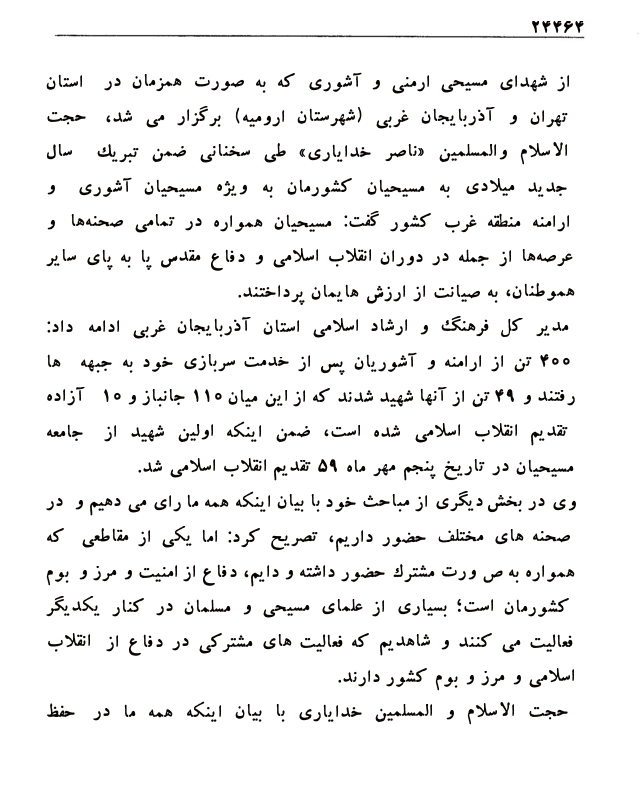 ۲۴۴۶۴
از شهدای مسیحی ارمنی و آشوری که به صورت همزمان در استان
تهران و آذربایجان غربی (شهرستان ارومیه) برگزار می شد، حجت
الاسلام والمسلمین «ناصر خدایاری» طی سخنانی ضمن تبریك سال
جدید میلادی به مسیحیان کشورمان به ویژه مسیحیان آشوری و
ارامنه منطقه غرب کشور گفت: مسیحیان همواره در تمامی صحنه‌ها و
عرصه‌ها از جمله در دوران انقلاب اسلامی و دفاع مقدس پا به پای سایر
هموطنان، به صیانت از ارزش هایمان پرداختند.
مدیر کل فرهنگ و ارشاد اسلامی استان آذربایجان غربی ادامه داد:
۴۰۰ تن از ارامنه و آشوریان پس از خدمت سربازی خود به جبهه ها
رفتند و ۴۹ تن از آنها شهید شدند که از این میان ۱۱۰ جانباز و ۱۰ آزاده
تقدیم انقلاب اسلامی شده است، ضمن اینکه اولین شهید از جامعه
مسیحیان در تاریخ پنجم مهر ماه ۵۹ تقدیم انقلاب اسلامی شد.
وی در بخش دیگری از مباحث خود با بیان اینکه همه ما رای می دهیم و در
صحنه های مختلف حضور داریم، تصریح کرد: اما یکی از مقاطعی که
همواره به ص ورت مشترك حضور داشته و دایم، دفاع از امنیت و مرز و بوم
کشورمان است؛ بسیاری از علمای مسیحی و مسلمان در کنار یکدیگر
فعالیت می کنند و شاهدیم که فعالیت های مشترکی در دفاع از انقلاب
اسلامی و مرز و بوم کشور دارند.
حجت الاسلام و المسلمین خدایاری با بیان اینکه همه ما در حفظ